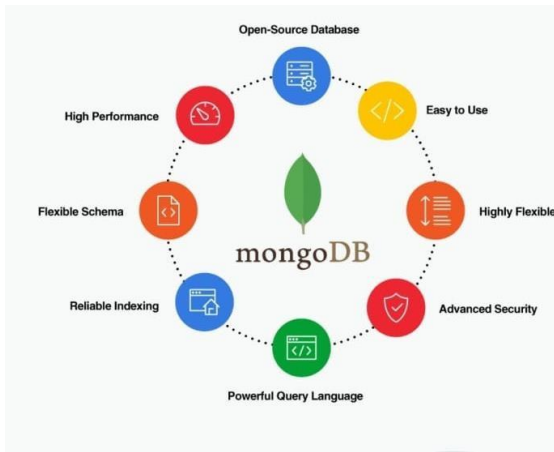 Open-Source Database
High Performance
Easy to Use
Flexible Schema
Highly Flexible
mongoDB
Reliable Indexing
Advanced Security
Powerful Query Language